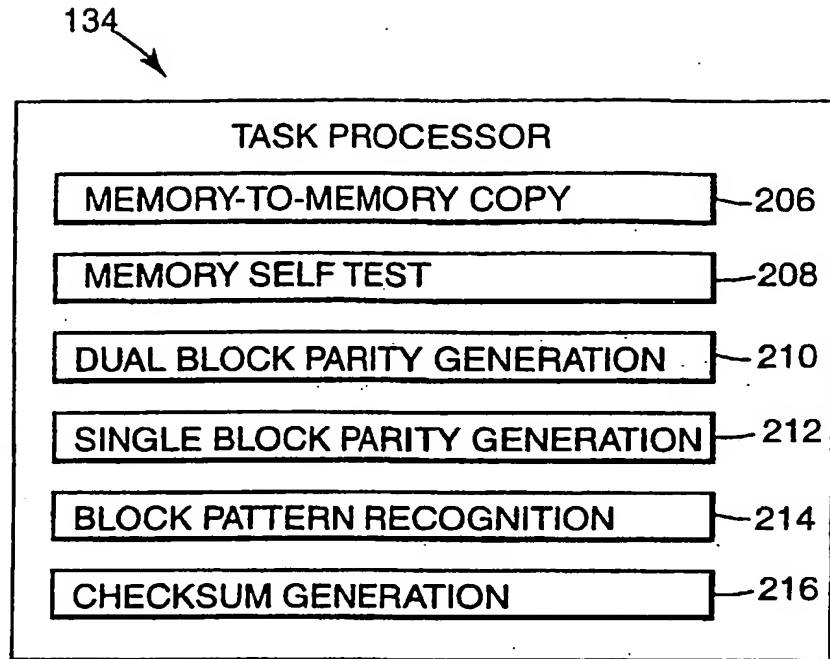 134
TASK PROCESSOR
MEMORY-TO-MEMORY COPY 206
MEMORY SELF TEST 208
DUAL BLOCK PARITY GENERATION 210
SINGLE BLOCK PARITY GENERATION 212
BLOCK PATTERN RECOGNITION 214
CHECKSUM GENERATION 216